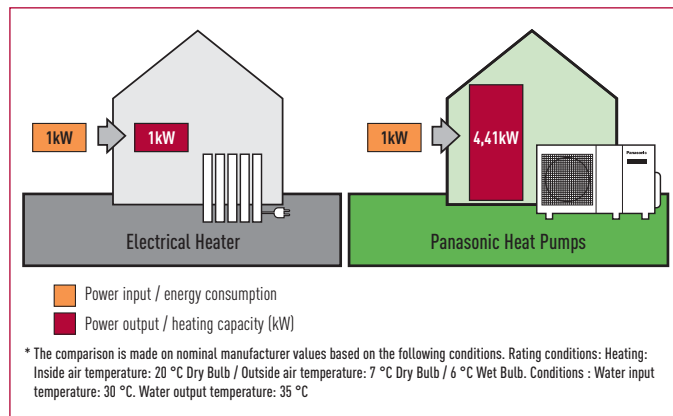 1kW
1kW
1kW
4,41kW
Panasonic
Electrical Heater
Panasonic Heat Pumps
Power input / energy consumption
Power output / heating capacity (kW)
* The comparison is made on nominal manufacturer values based on the following conditions. Rating conditions: Heating:
Inside air temperature: 20 °C Dry Bulb / Outside air temperature: 7 °C Dry Bulb / 6 °C Wet Bulb. Conditions : Water input
temperature: 30 °C. Water output temperature: 35 °C